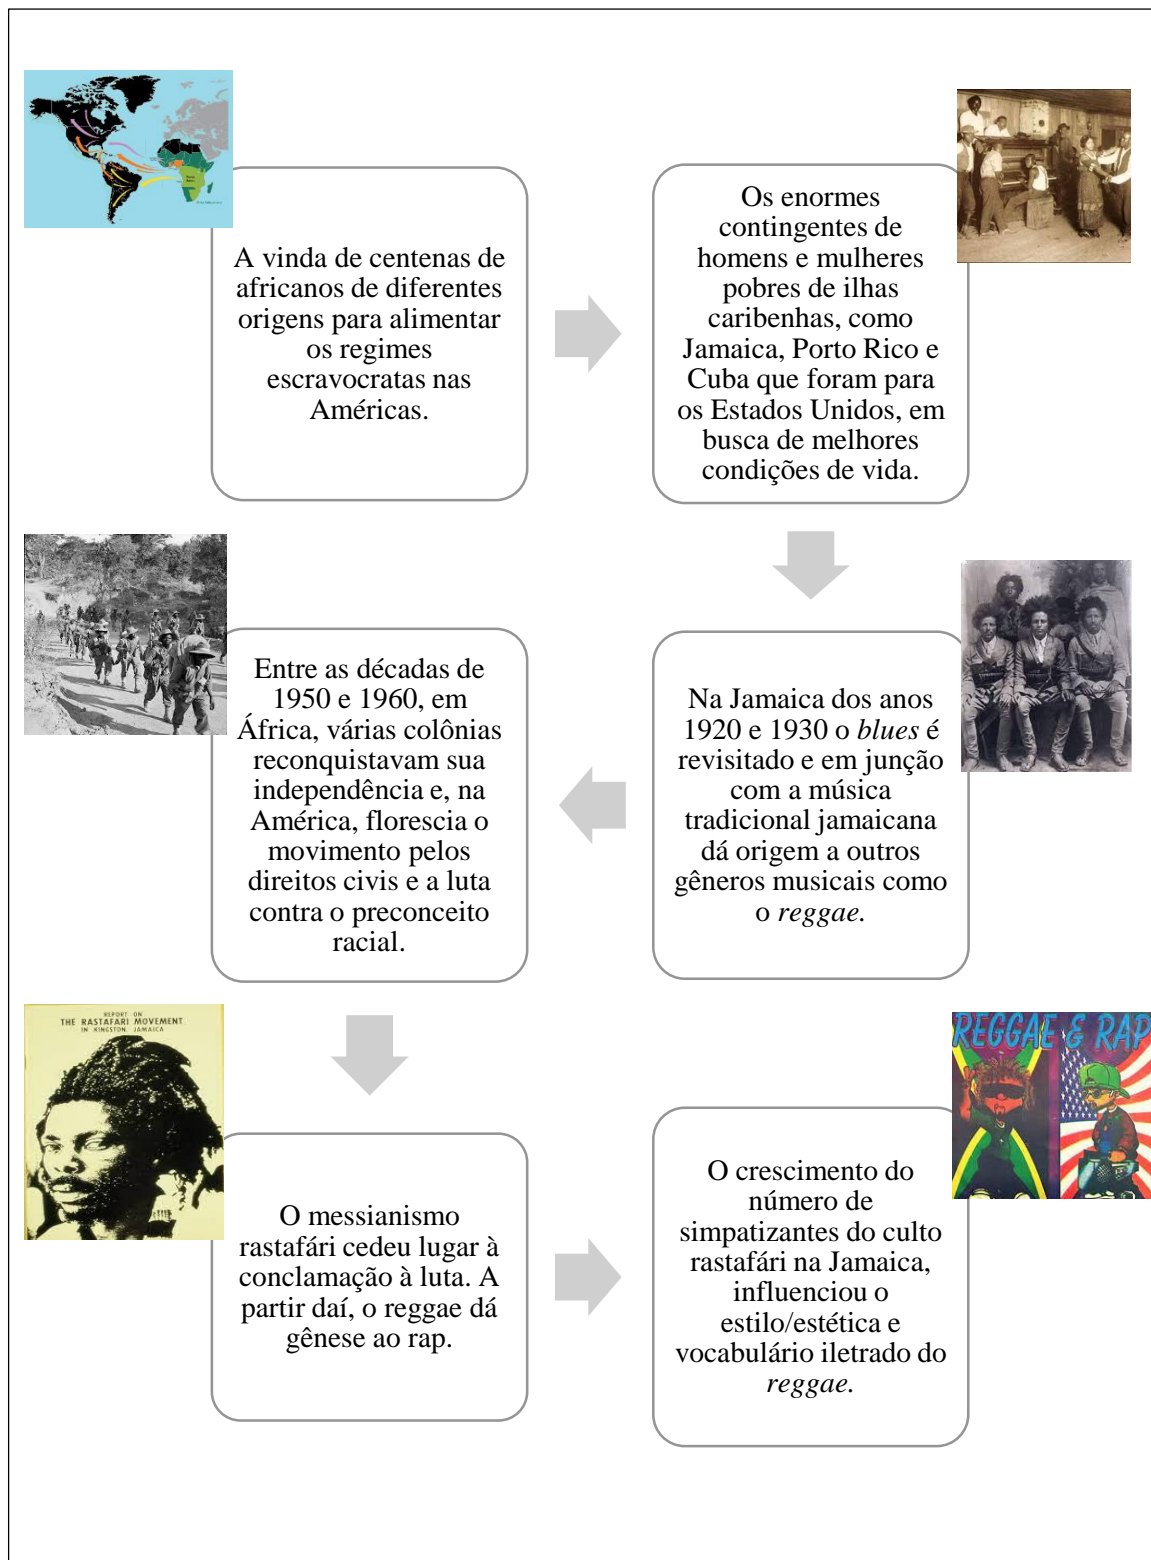 A vinda de centenas de
africanos de diferentes
origens para alimentar
os regimes
escravocratas nas
Américas.
Os enormes
contingentes de
homens e mulheres
pobres de ilhas
caribenhas, como
Jamaica, Porto Rico e
Cuba que foram para
os Estados Unidos, em
busca de melhores
condições de vida.
Na Jamaica dos anos
1920 e 1930 o blues é
revisitado e em junção
com a música
tradicional jamaicana
dá origem a outros
gêneros musicais como
o reggae.
Entre as décadas de
1950 e 1960, em
África, várias colônias
reconquistavam sua
independência e, na
América, florescia o
movimento pelos
direitos civis e a luta
contra o preconceito
racial.
REPORT ON
THE RASTAFARI MOVEMENT
IN KINGSTON, JAMAICA
O messianismo
rastafári cedeu lugar à
conclamação à luta. A
partir daí, o reggae dá
gênese ao rap.
REGGAE & RAP
O crescimento do
número de
simpatizantes do culto
rastafári na Jamaica,
influenciou o
estilo/estética e
vocabulário iletrado do
reggae.